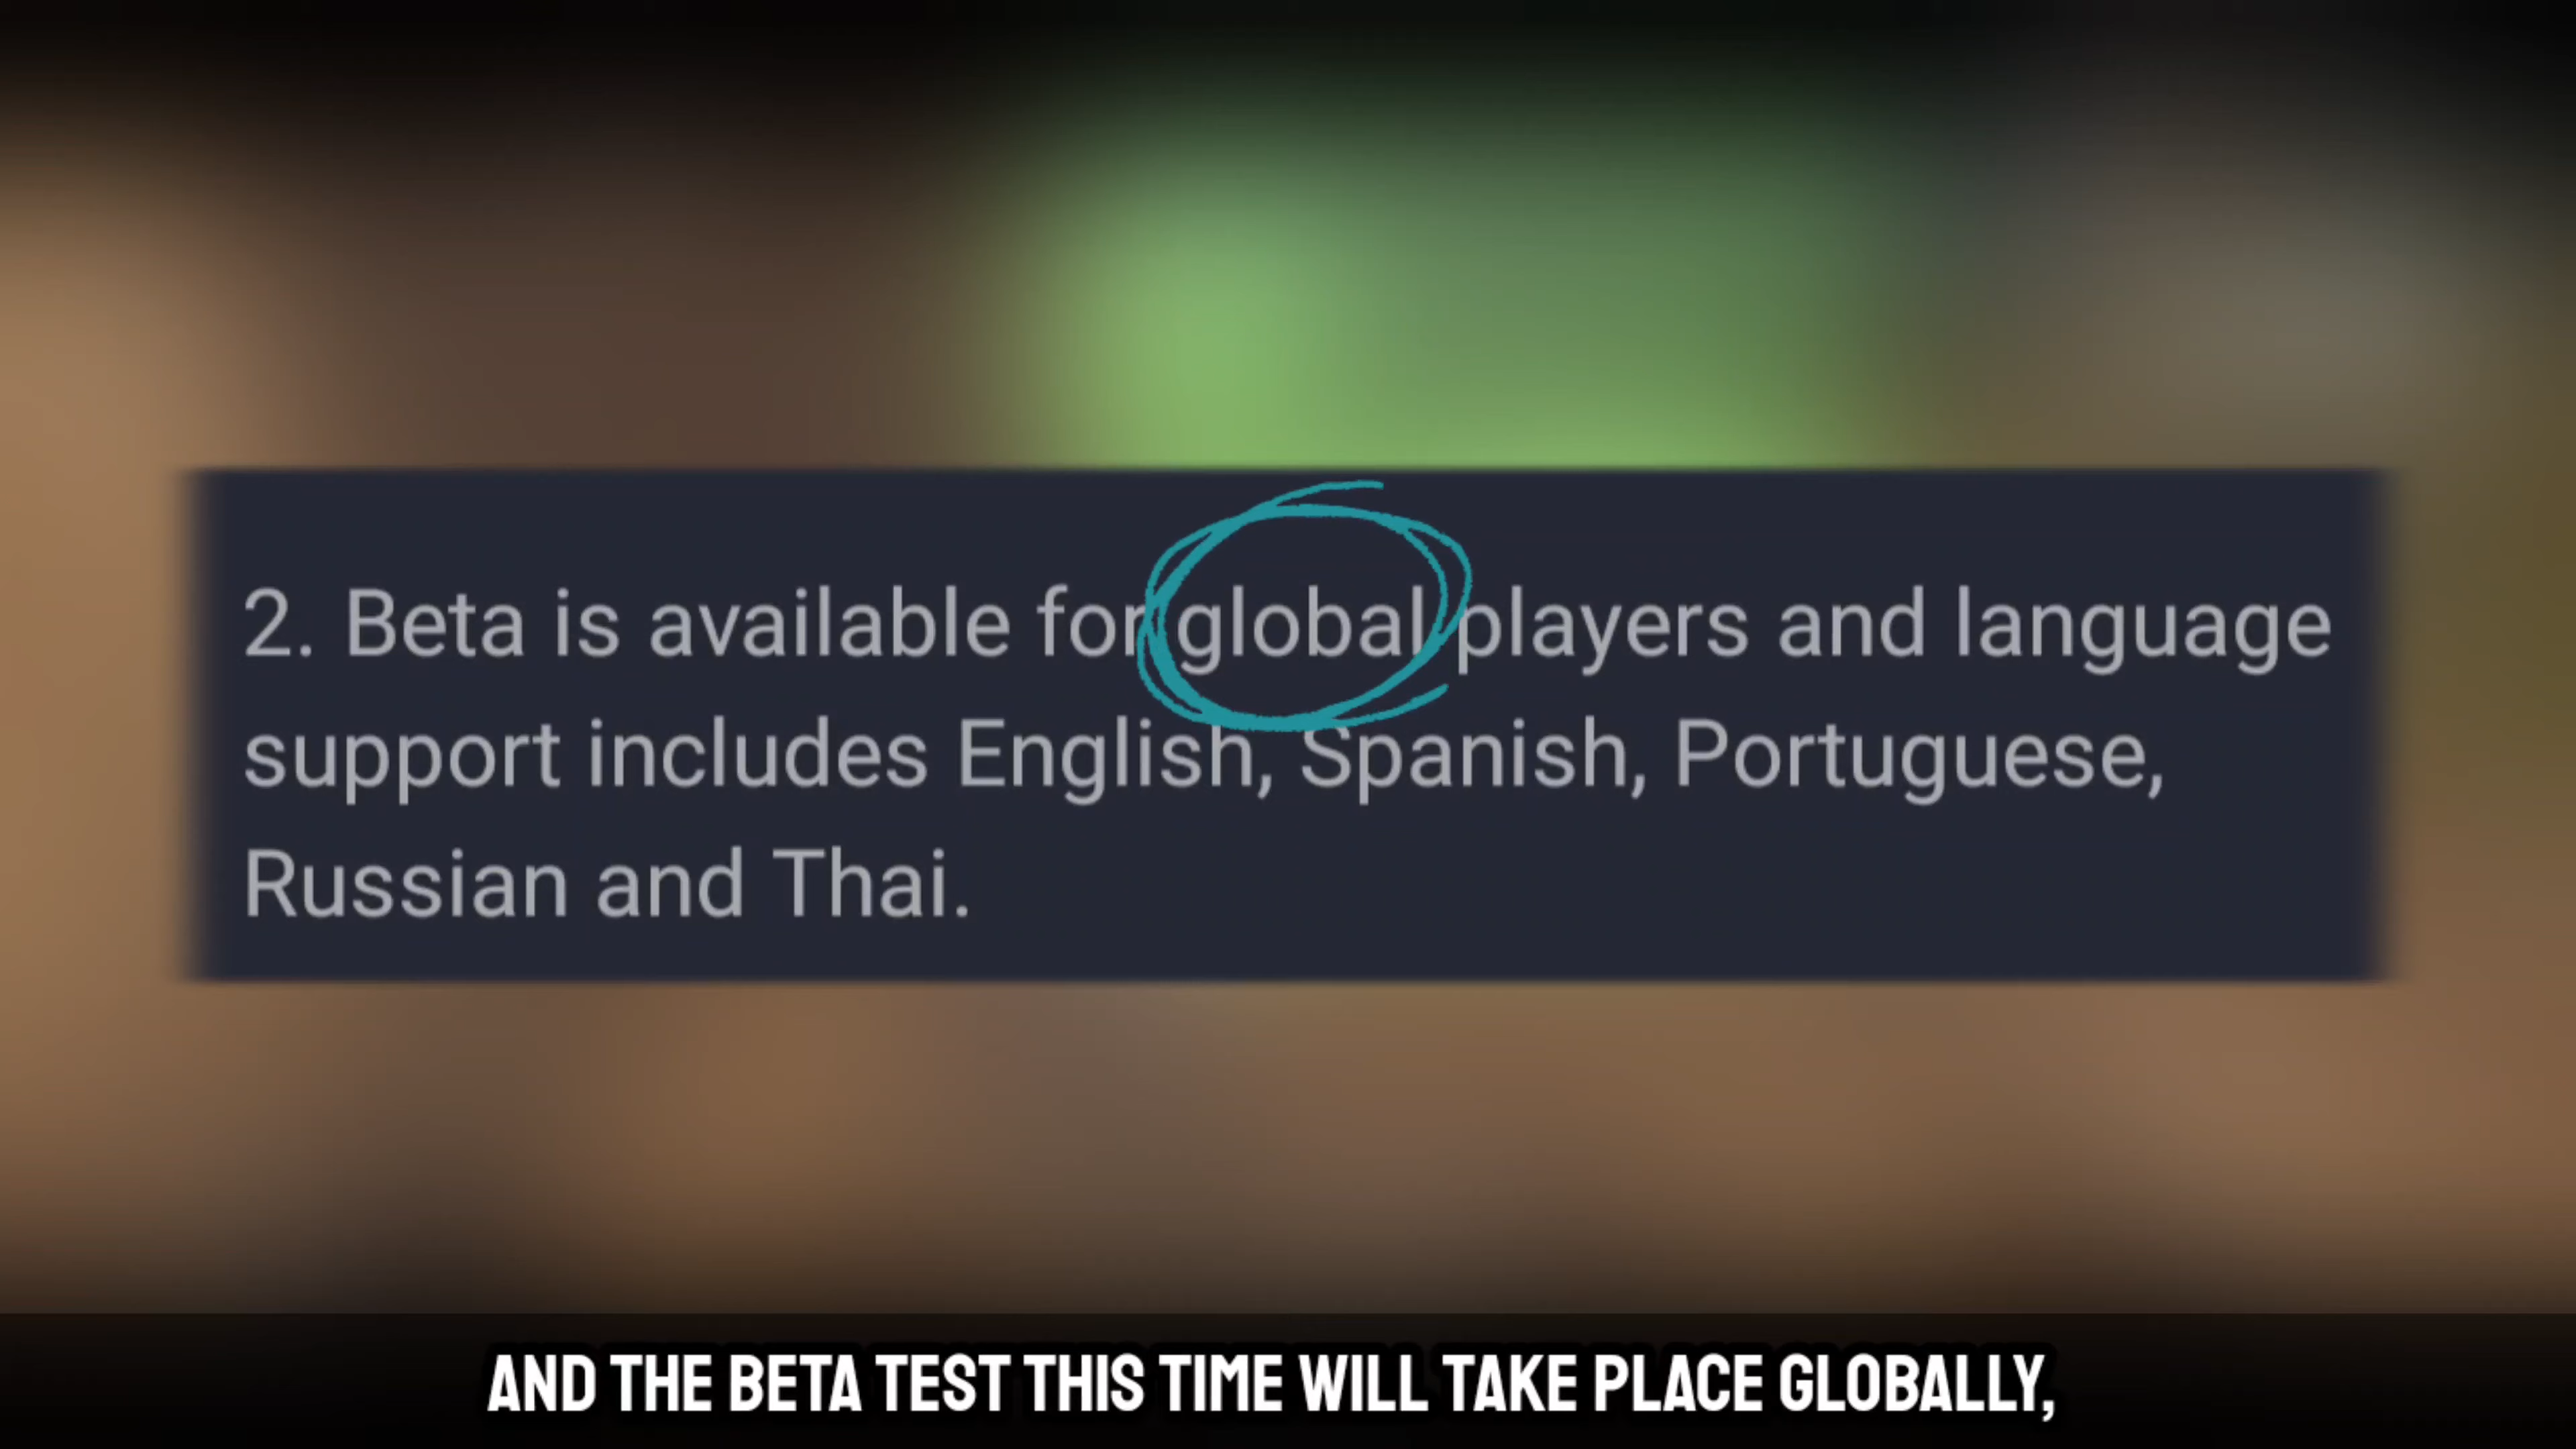 2. Beta is available for global players and language
support includes English, Spanish, Portuguese,
Russian and Thai.
AND THE BETA TEST THIS TIME WILL TAKE PLACE GLOBALLY,